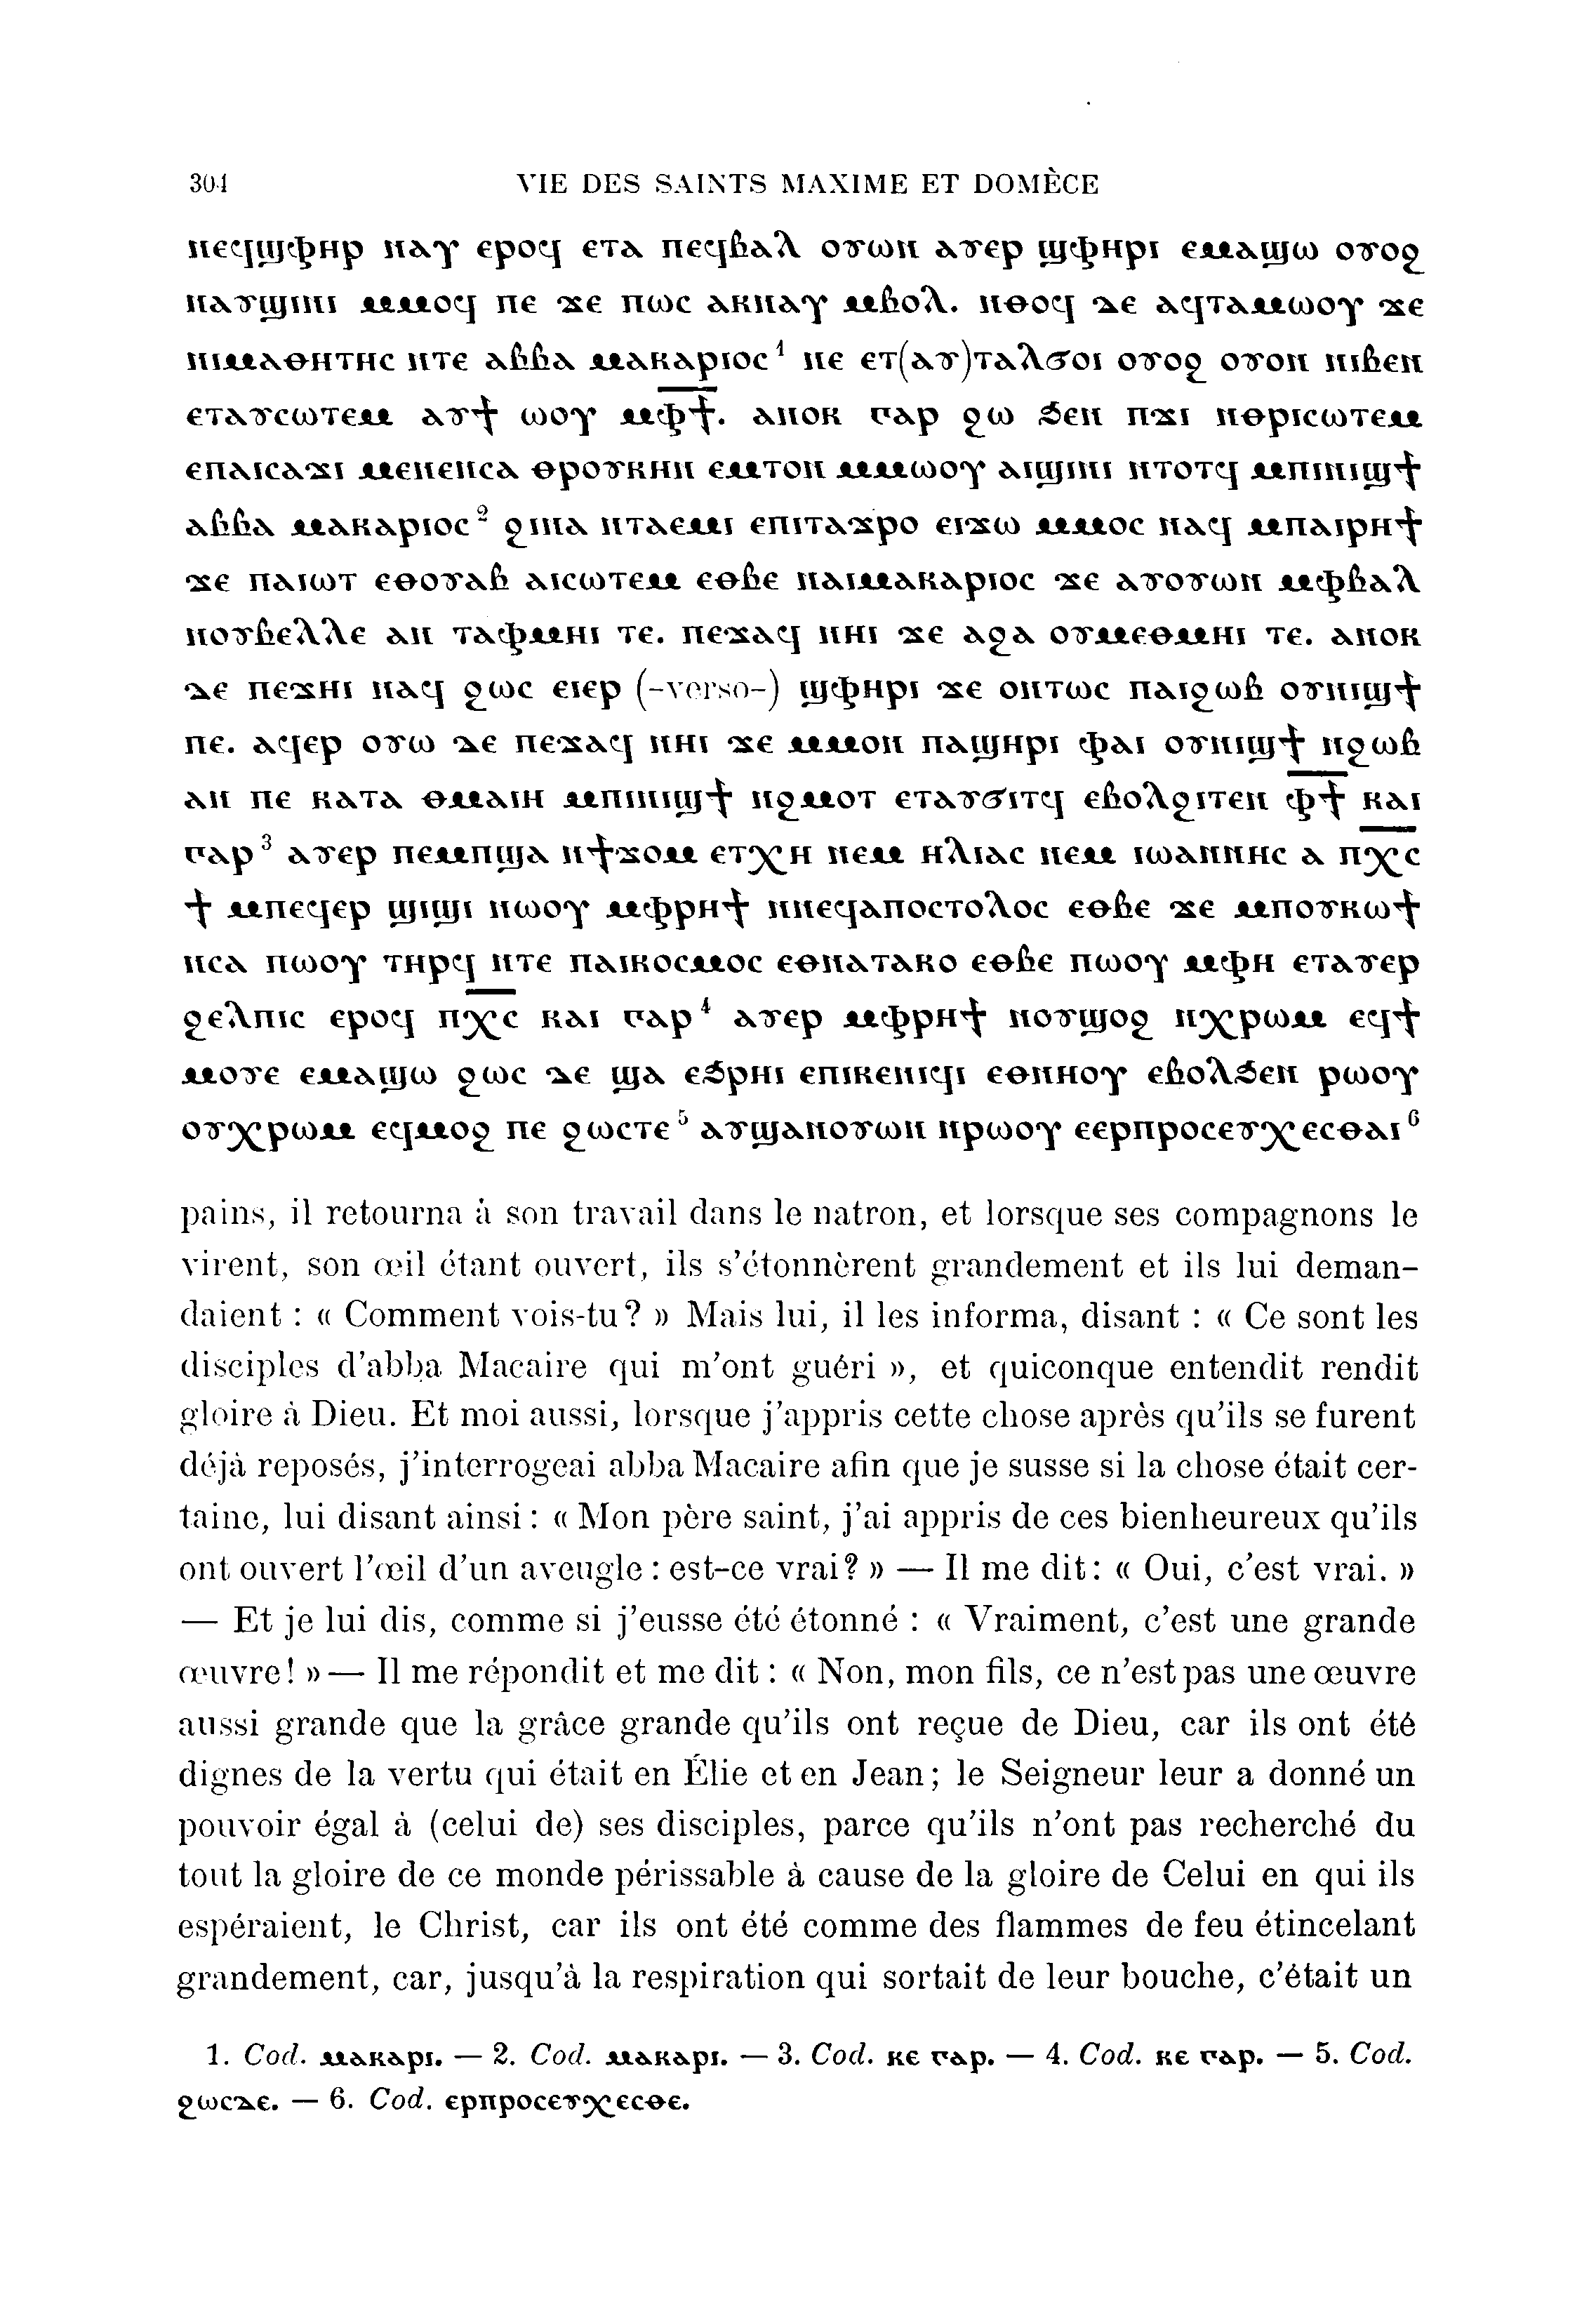 304 VIE DES SAINTS MAXIME ET DOMÈCE
ⲛⲉϥϣⲫⲏⲣ ⲛⲁⲩ ⲉⲣⲟϥ ⲉⲧⲁ ⲡⲉϥⲃⲁⲗ ⲟⲩⲱⲛ ⲁⲩⲉⲣ ϣⲫⲏⲣⲓ ⲉⲙⲁϣⲱ ⲟⲩⲟϩ
ⲛⲁⲩϣⲓⲛⲓ ⲙⲙⲟϥ ⲡⲉ ϫⲉ ⲡⲱⲥ ⲁⲕⲛⲁⲩ ⲙⲃⲟⲗ. ⲛⲑⲟϥ ⲇⲉ ⲁϥⲧⲁⲙⲱⲟⲩ ϫⲉ
ⲛⲓⲙⲁⲑⲏⲧⲏⲥ ⲛⲧⲉ ⲁⲃⲃⲁ ⲙⲁⲕⲁⲣⲓⲟⲥ¹ ⲛⲉ ⲉⲧ(ⲁⲩ)ⲧⲁⲗϭⲟⲓ ⲟⲩⲟϩ ⲟⲩⲟⲛ ⲛⲓⲃⲉⲛ
ⲉⲧⲁⲩⲥⲱⲧⲉⲙ ⲁⲩϯ ⲱⲟⲩ ⲙ̅ⲫ̅ϯ̅. ⲁⲛⲟⲕ ⲅⲁⲣ ϩⲱ ϧⲉⲛ ⲡϫⲓ ⲛⲑⲣⲓⲥⲱⲧⲉⲙ
ⲉⲡⲁⲓⲥⲁϫⲓ ⲙⲉⲛⲉⲛⲥⲁ ⲑⲣⲟⲩⲕⲏⲛ ⲉⲙⲧⲟⲛ ⲙⲙⲱⲟⲩ ⲁⲓϣⲓⲛⲓ ⲛⲧⲟⲧϥ ⲙⲡⲓⲛⲓϣϯ
ⲁⲃⲃⲁ ⲙⲁⲕⲁⲣⲓⲟⲥ² ϩⲓⲛⲁ ⲛⲧⲁⲉⲙⲓ ⲉⲡⲓⲧⲁϫⲣⲟ ⲉⲓϫⲱ ⲙⲙⲟⲥ ⲛⲁϥ ⲙⲡⲁⲓⲣⲏϯ
ϫⲉ ⲡⲁⲓⲱⲧ ⲉⲑⲟⲩⲁⲃ ⲁⲓⲥⲱⲧⲉⲙ ⲉⲑⲃⲉ ⲛⲁⲓⲙⲁⲕⲁⲣⲓⲟⲥ ϫⲉ ⲁⲩⲟⲩⲱⲛ ⲙⲫⲃⲁⲗ
ⲛⲟⲩⲃⲉⲗⲗⲉ ⲁⲛ ⲧⲁⲫⲙⲏⲓ ⲧⲉ. ⲡⲉϫⲁϥ ⲛⲏⲓ ϫⲉ ⲁϩⲁ ⲟⲩⲙⲉⲑⲙⲏⲓ ⲧⲉ. ⲁⲛⲟⲕ
ⲇⲉ ⲡⲉϫⲏⲓ ⲛⲁϥ ϩⲱⲥ ⲉⲓⲉⲣ (-verso-) ϣⲫⲏⲣⲓ ϫⲉ ⲟⲛⲧⲱⲥ ⲡⲁⲓϩⲱⲃ ⲟⲩⲛⲓϣϯ
ⲡⲉ. ⲁϥⲉⲣ ⲟⲩⲱ ⲇⲉ ⲡⲉϫⲁϥ ⲛⲏⲓ ϫⲉ ⲙⲙⲟⲛ ⲡⲁϣⲏⲣⲓ ⲫⲁⲓ ⲟⲩⲛⲓϣϯ ⲛϩⲱⲃ
ⲁⲛ ⲡⲉ ⲕⲁⲧⲁ ⲑⲙⲁⲓⲏ ⲙⲡⲓⲛⲓϣϯ ⲛϩⲙⲟⲧ ⲉⲧⲁⲩϭⲓⲧϥ ⲉⲃⲟⲗϩⲓⲧⲉⲛ ⲫ̅ϯ̅ ⲕⲁⲓ
ⲅⲁⲣ³ ⲁⲩⲉⲣ ⲡⲉⲙⲡϣⲁ ⲛϯϫⲟⲙ ⲉⲧⲭⲏ ⲛⲉⲙ ⲏⲗⲓⲁⲥ ⲛⲉⲙ ⲓⲱⲁⲛⲛⲏⲥ ⲁ ⲡⲭ̅ⲥ̅
ϯ ⲙⲡⲉϥⲉⲣ ϣⲓϣⲓ ⲛⲱⲟⲩ ⲙⲫⲣⲏϯ ⲛⲛⲉϥⲁⲡⲟⲥⲧⲟⲗⲟⲥ ⲉⲑⲃⲉ ϫⲉ ⲙⲡⲟⲩⲕⲱϯ
ⲛⲥⲁ ⲡⲱⲟⲩ ⲧⲏⲣϥ ⲛⲧⲉ ⲡⲁⲓⲕⲟⲥⲙⲟⲥ ⲉⲑⲛⲁⲧⲁⲕⲟ ⲉⲑⲃⲉ ⲡⲱⲟⲩ ⲙⲫⲏ ⲉⲧⲁⲩⲉⲣ
ϩⲉⲗⲡⲓⲥ ⲉⲣⲟϥ ⲡⲭ̅ⲥ̅ ⲕⲁⲓ ⲅⲁⲣ⁴ ⲁⲩⲉⲣ ⲙⲫⲣⲏϯ ⲛⲟⲩϣⲟϩ ⲛⲭⲣⲱⲙ ⲉϥϯ
ⲙⲟⲩⲉ ⲉⲙⲁϣⲱ ϩⲱⲥ ⲇⲉ ϣⲁ ⲉϧⲣⲏⲓ ⲉⲡⲓⲕⲉⲛⲓϥⲓ ⲉⲑⲛⲏⲟⲩ ⲉⲃⲟⲗϧⲉⲛ ⲣⲱⲟⲩ
ⲟⲩⲭⲣⲱⲙ ⲉϥⲙⲟϩ ⲡⲉ ϩⲱⲥⲧⲉ⁵ ⲁⲩϣⲁⲛⲟⲩⲱⲛ ⲛⲣⲱⲟⲩ ⲉⲉⲣⲡⲣⲟⲥⲉⲩⲭⲉⲥⲑⲁⲓ⁶
pains, il retourna à son travail dans le natron, et lorsque ses compagnons le
virent, son œil étant ouvert, ils s'étonnèrent grandement et ils lui deman-
daient : « Comment vois-tu? » Mais lui, il les informa, disant : « Ce sont les
disciples d'abba Macaire qui m'ont guéri », et quiconque entendit rendit
gloire à Dieu. Et moi aussi, lorsque j'appris cette chose après qu'ils se furent
déjà reposés, j'interrogeai abba Macaire afin que je susse si la chose était cer-
taine, lui disant ainsi : « Mon père saint, j'ai appris de ces bienheureux qu'ils
ont ouvert l'œil d'un aveugle : est-ce vrai? » — Il me dit : « Oui, c'est vrai. »
— Et je lui dis, comme si j'eusse été étonné : « Vraiment, c'est une grande
œuvre! » — Il me répondit et me dit : « Non, mon fils, ce n'est pas une œuvre
aussi grande que la grâce grande qu'ils ont reçue de Dieu, car ils ont été
dignes de la vertu qui était en Élie et en Jean; le Seigneur leur a donné un
pouvoir égal à (celui de) ses disciples, parce qu'ils n'ont pas recherché du
tout la gloire de ce monde périssable à cause de la gloire de Celui en qui ils
espéraient, le Christ, car ils ont été comme des flammes de feu étincelant
grandement, car, jusqu'à la respiration qui sortait de leur bouche, c'était un
1. Cod. ⲙⲁⲕⲁⲣⲓ. — 2. Cod. ⲙⲁⲕⲁⲣⲓ. — 3. Cod. ⲕⲉ ⲅⲁⲣ. — 4. Cod. ⲕⲉ ⲅⲁⲣ. — 5. Cod.
ϩⲱⲥⲇⲉ. — 6. Cod. ⲉⲣⲡⲣⲟⲥⲉⲩⲭⲉⲥⲑⲉ.